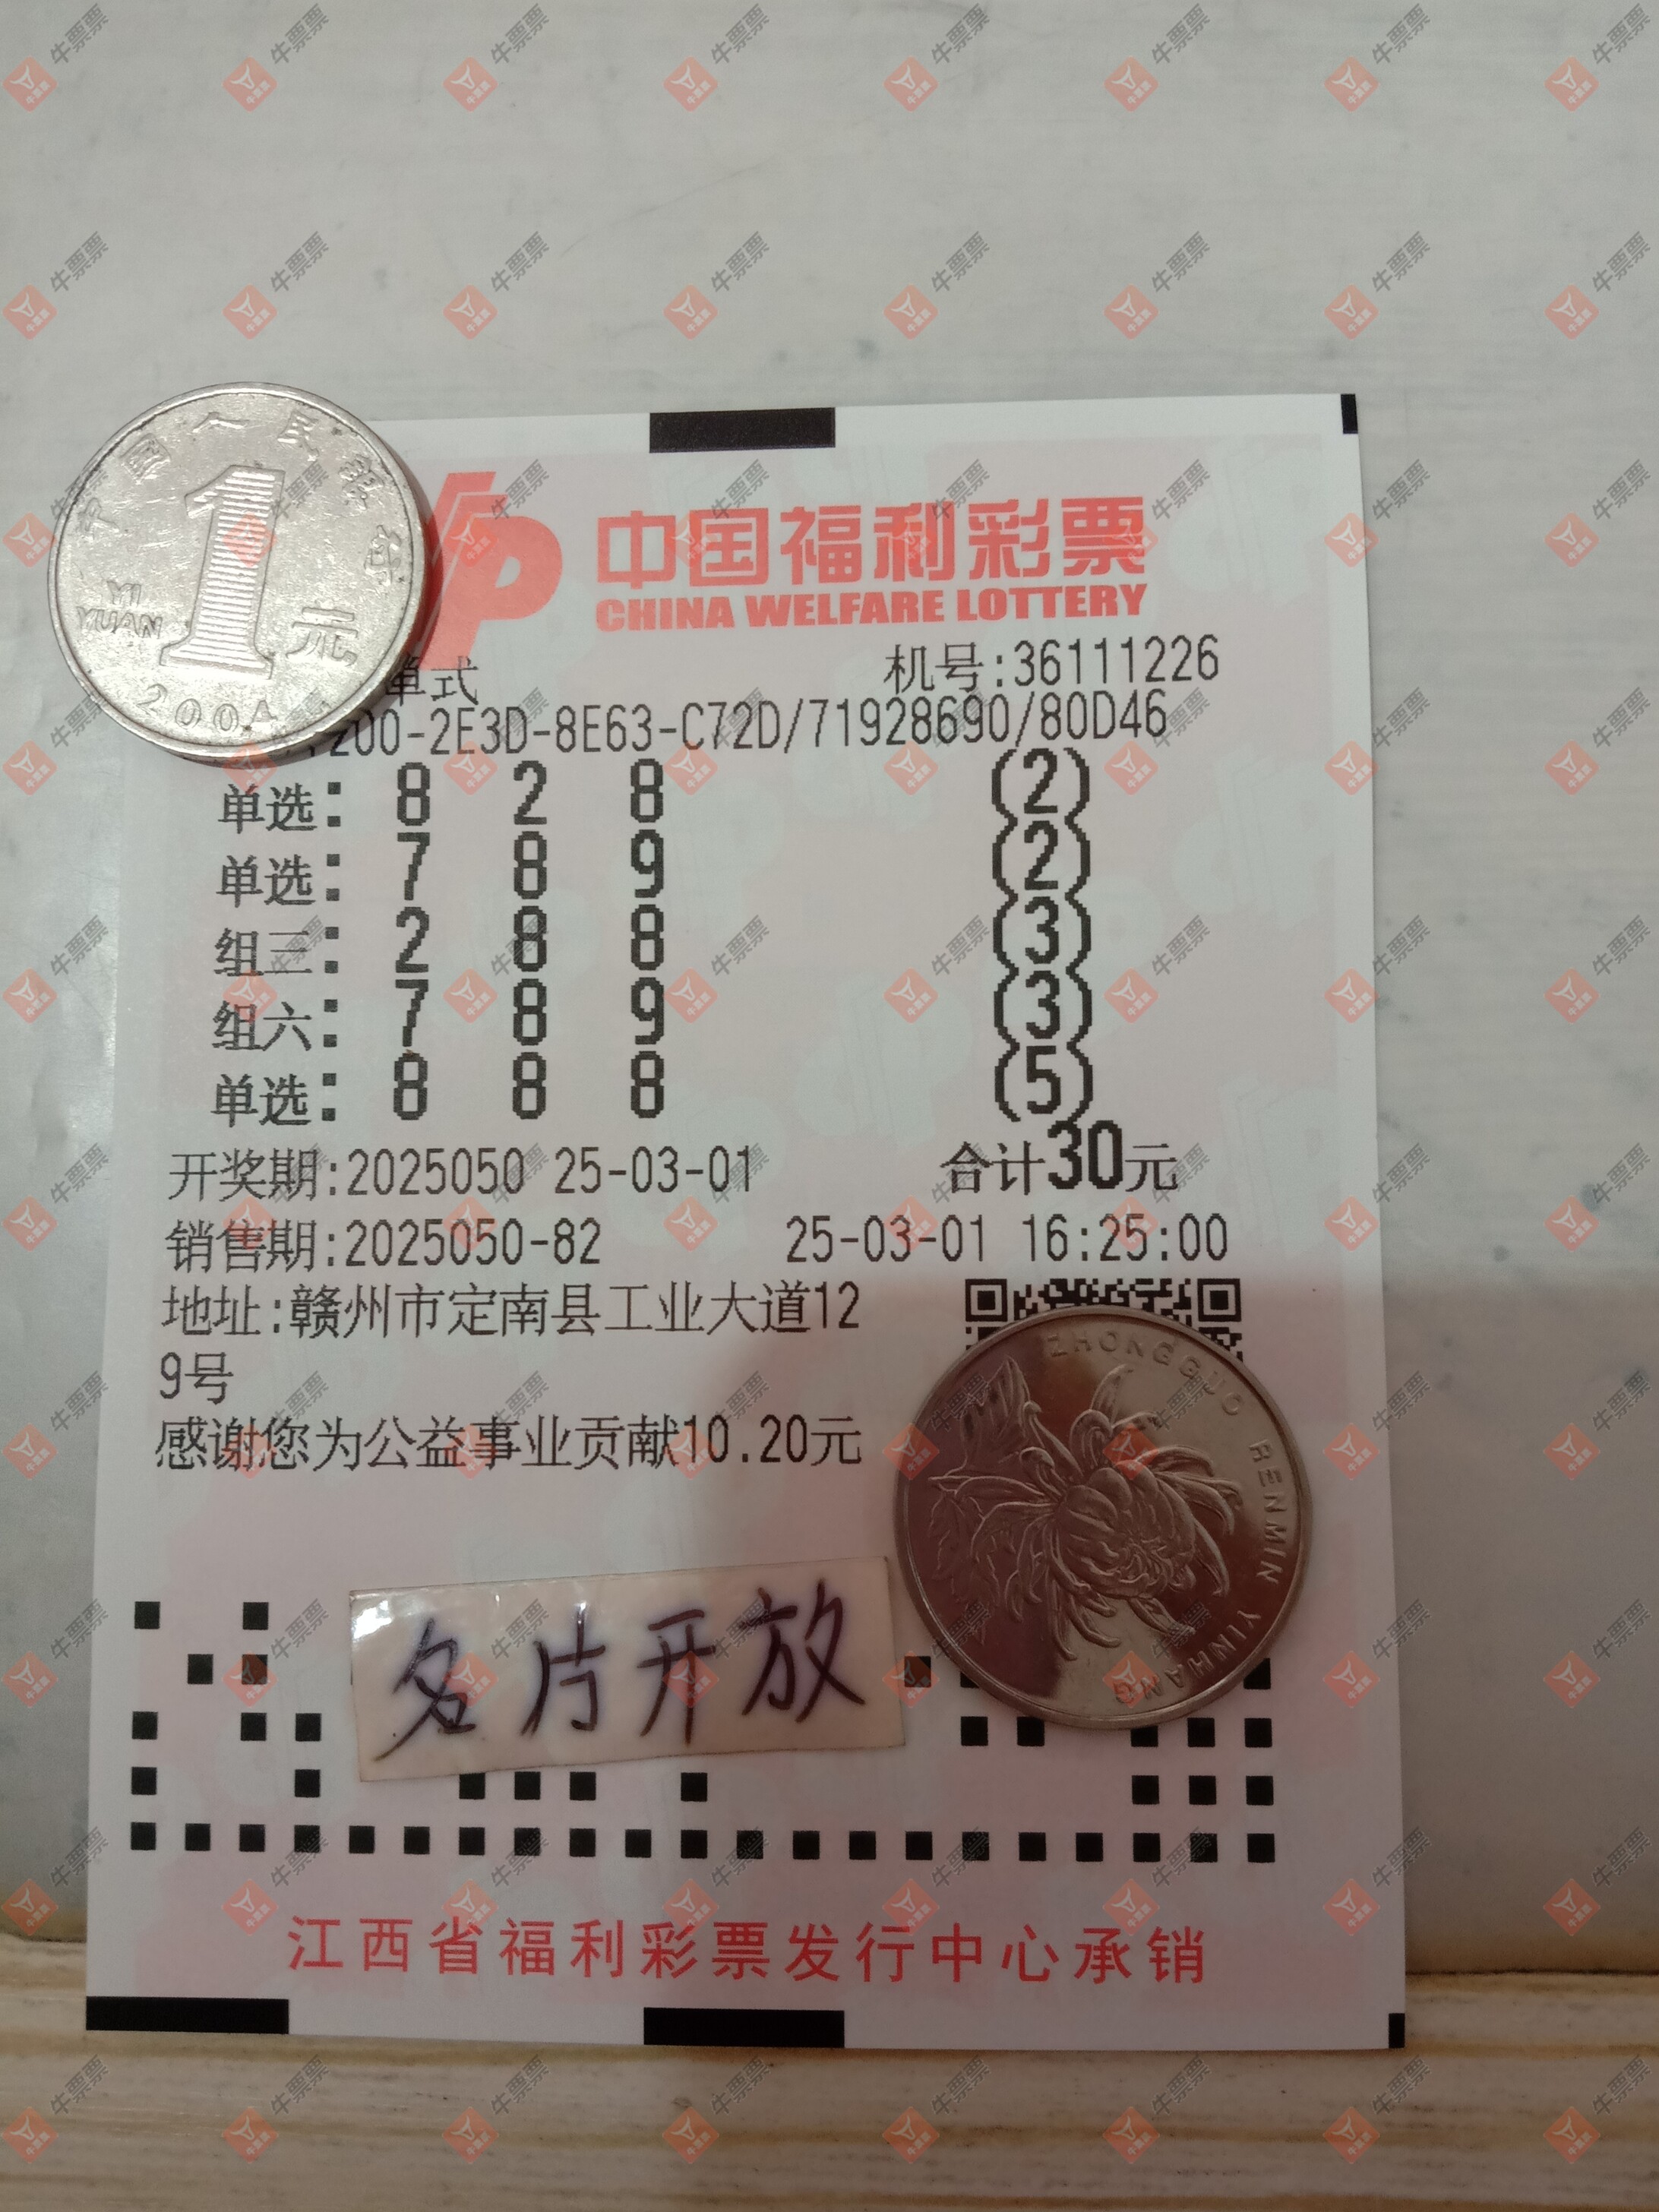 中国人民银行
1
YI
YUAN
元
中国福利彩票
CHINA WELFARE LOTTERY
单式
机号:36111226
200-2E3D-8E63-C72D/71928690/80D46
单选: 8 2 8 (2)
单选: 7 8 9 (2)
组三: 2 8 8 (3)
组六: 7 8 9 (3)
单选: 8 8 8 (5)
开奖期:2025050 25-03-01 合计30元
销售期:2025050-82 25-03-01 16:25:00
地址:赣州市定南县工业大道12
9号
感谢您为公益事业贡献10.20元
ZHONGGUO RENMIN YINHANG
名片开放
江西省福利彩票发行中心承销
牛票票